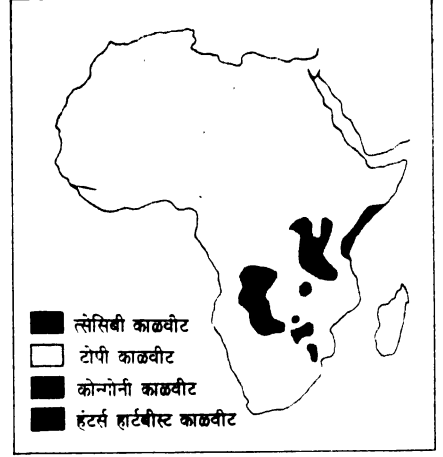 त्सेसिबी काळवीट
टोपी काळवीट
कोन्गोनी काळवीट
हंटर्स हार्टबीस्ट काळवीट